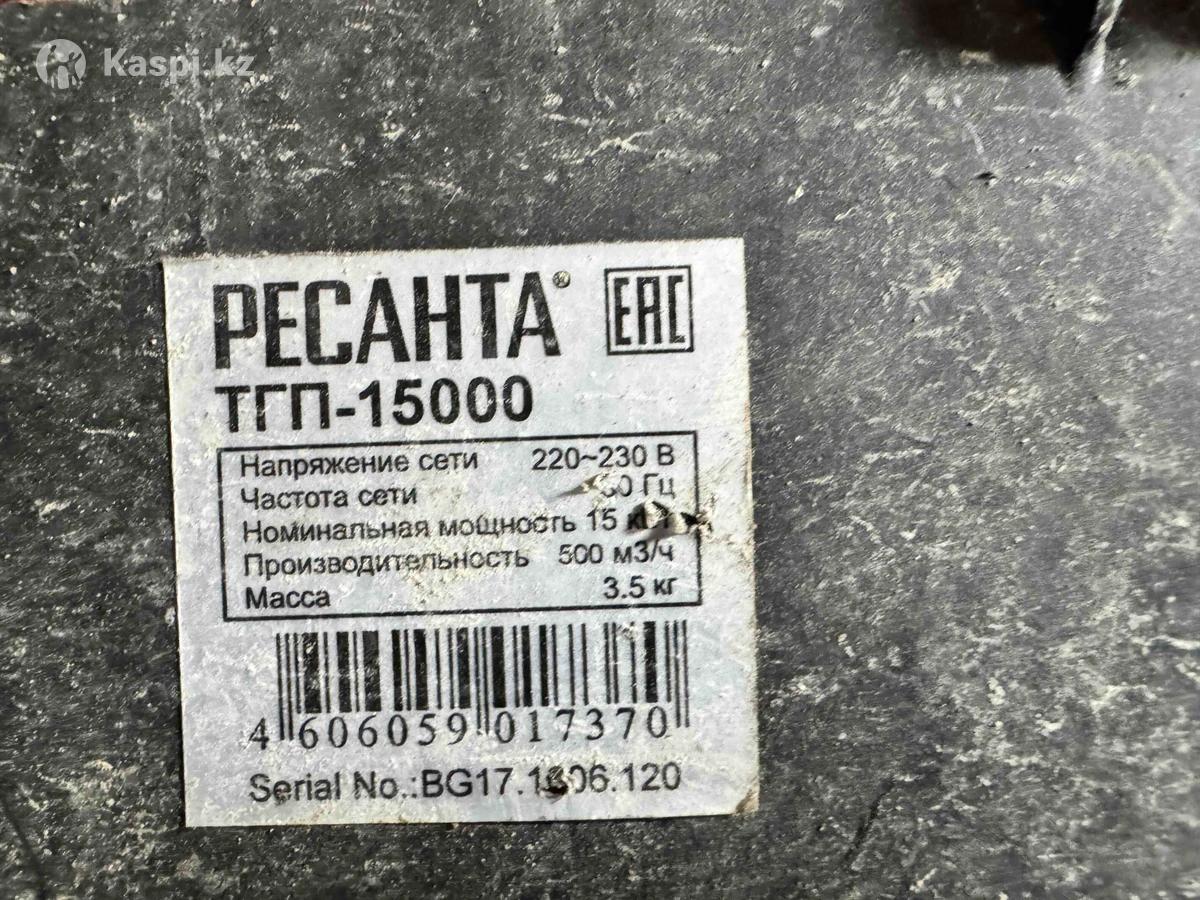 Kaspi.kz
РЕСАНТА®
EAC
ТГП-15000
Напряжение сети 220~230 В
Частота сети Гц
Номинальная мощность 15
Производительность 500 м3/ч
Масса 3.5 кг
4 606059 017370
Serial No.: